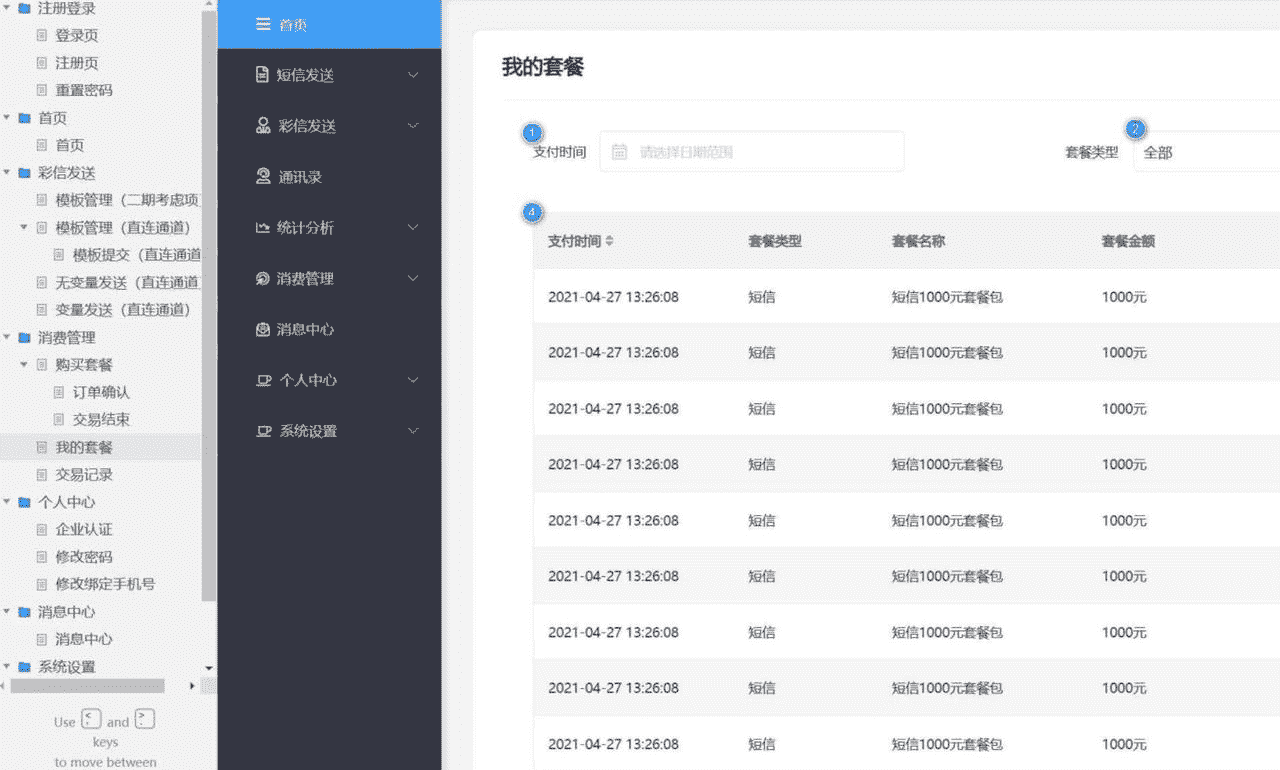 注册登录
登录页
注册页
重置密码
首页
首页
彩信发送
模板管理（二期考虑项
模板管理（直连通道）
模板提交（直连通道
无变量发送（直连通道
变量发送（直连通道）
消费管理
购买套餐
订单确认
交易结束
我的套餐
交易记录
个人中心
企业认证
修改密码
修改绑定手机号
消息中心
消息中心
系统设置
Use < and >
keys
to move between
首页
短信发送
彩信发送
通讯录
统计分析
消费管理
消息中心
个人中心
系统设置
我的套餐
1
支付时间 请选择日期范围
2
套餐类型 全部
4
支付时间 套餐类型 套餐名称 套餐金额
2021-04-27 13:26:08 短信 短信1000元套餐包 1000元
2021-04-27 13:26:08 短信 短信1000元套餐包 1000元
2021-04-27 13:26:08 短信 短信1000元套餐包 1000元
2021-04-27 13:26:08 短信 短信1000元套餐包 1000元
2021-04-27 13:26:08 短信 短信1000元套餐包 1000元
2021-04-27 13:26:08 短信 短信1000元套餐包 1000元
2021-04-27 13:26:08 短信 短信1000元套餐包 1000元
2021-04-27 13:26:08 短信 短信1000元套餐包 1000元
2021-04-27 13:26:08 短信 短信1000元套餐包 1000元